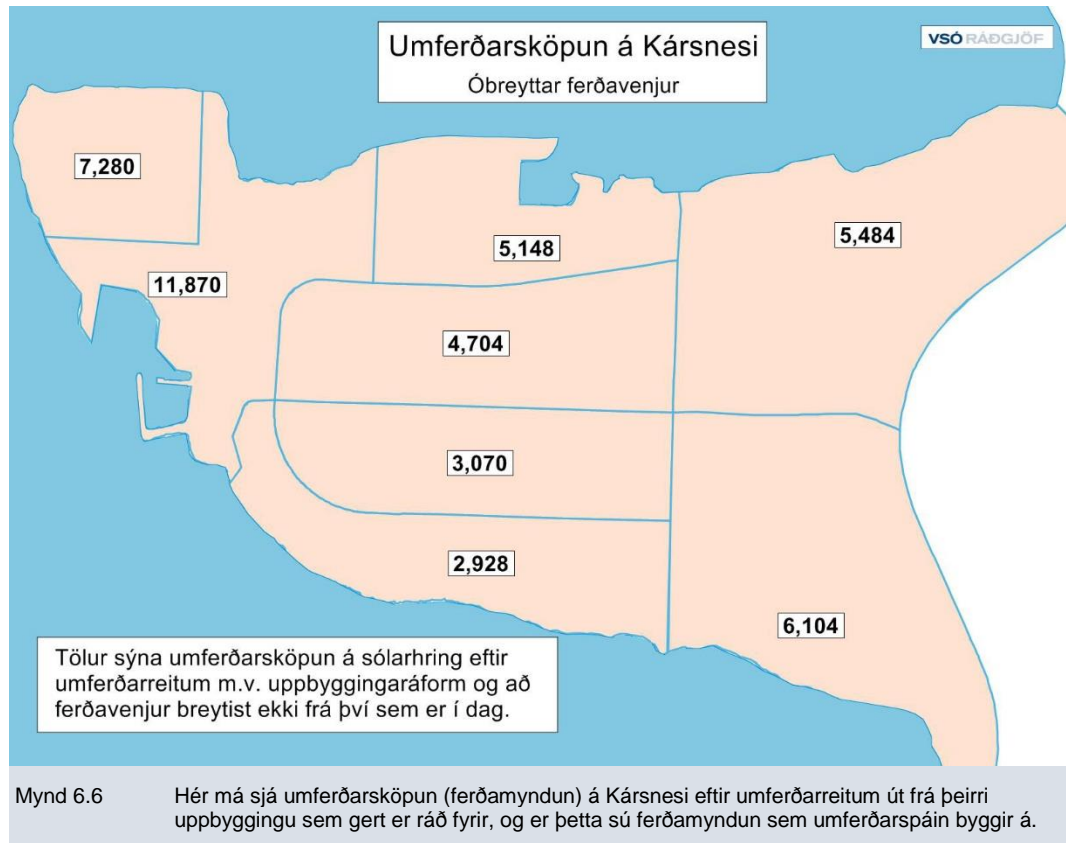 Umferðarsköpun á Kársnesi
Óbreyttar ferðavenjur
VSÓ RÁÐGJÖF
7,280
11,870
5,148
5,484
4,704
3,070
2,928
6,104
Tölur sýna umferðarsköpun á sólarhring eftir
umferðarreitum m.v. uppbyggingaráform og að
ferðavenjur breytist ekki frá því sem er í dag.
Mynd 6.6 Hér má sjá umferðarsköpun (ferðamyndun) á Kársnesi eftir umferðarreitum út frá þeirri
uppbyggingu sem gert er ráð fyrir, og er þetta sú ferðamyndun sem umferðarspáin byggir á.